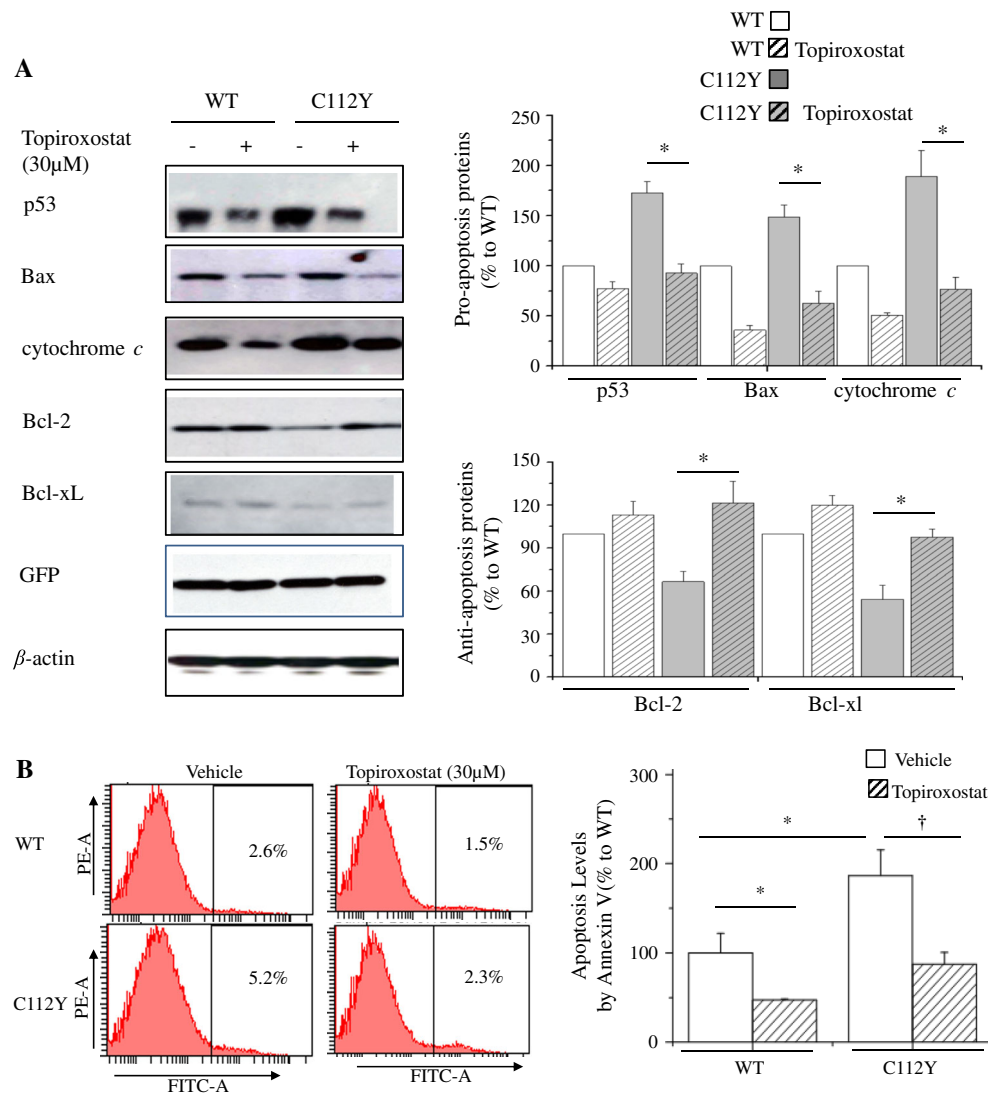 A
WT C112Y
Topiroxostat
(30μM)
- + - +
p53
Bax
cytochrome c
Bcl-2
Bcl-xL
GFP
β-actin
WT
WT Topiroxostat
C112Y
C112Y Topiroxostat
Pro-apoptosis proteins
(% to WT)
250
200
150
100
50
0
* * *
p53 Bax cytochrome c
Anti-apoptosis proteins
(% to WT)
150
120
90
60
30
0
* *
Bcl-2 Bcl-xl
B
Vehicle Topiroxostat (30μM)
WT
PE-A
2.6% 1.5%
C112Y
PE-A
5.2% 2.3%
FITC-A FITC-A
Vehicle
Topiroxostat
Apoptosis Levels
by Annexin V(% to WT)
300
200
100
0
* * †
WT C112Y